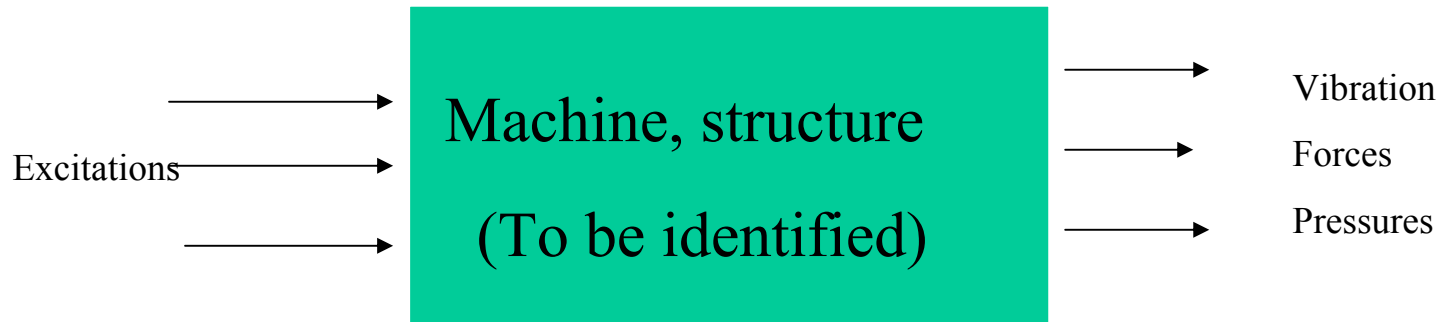 Excitations
Machine, structure
(To be identified)
Vibration
Forces
Pressures